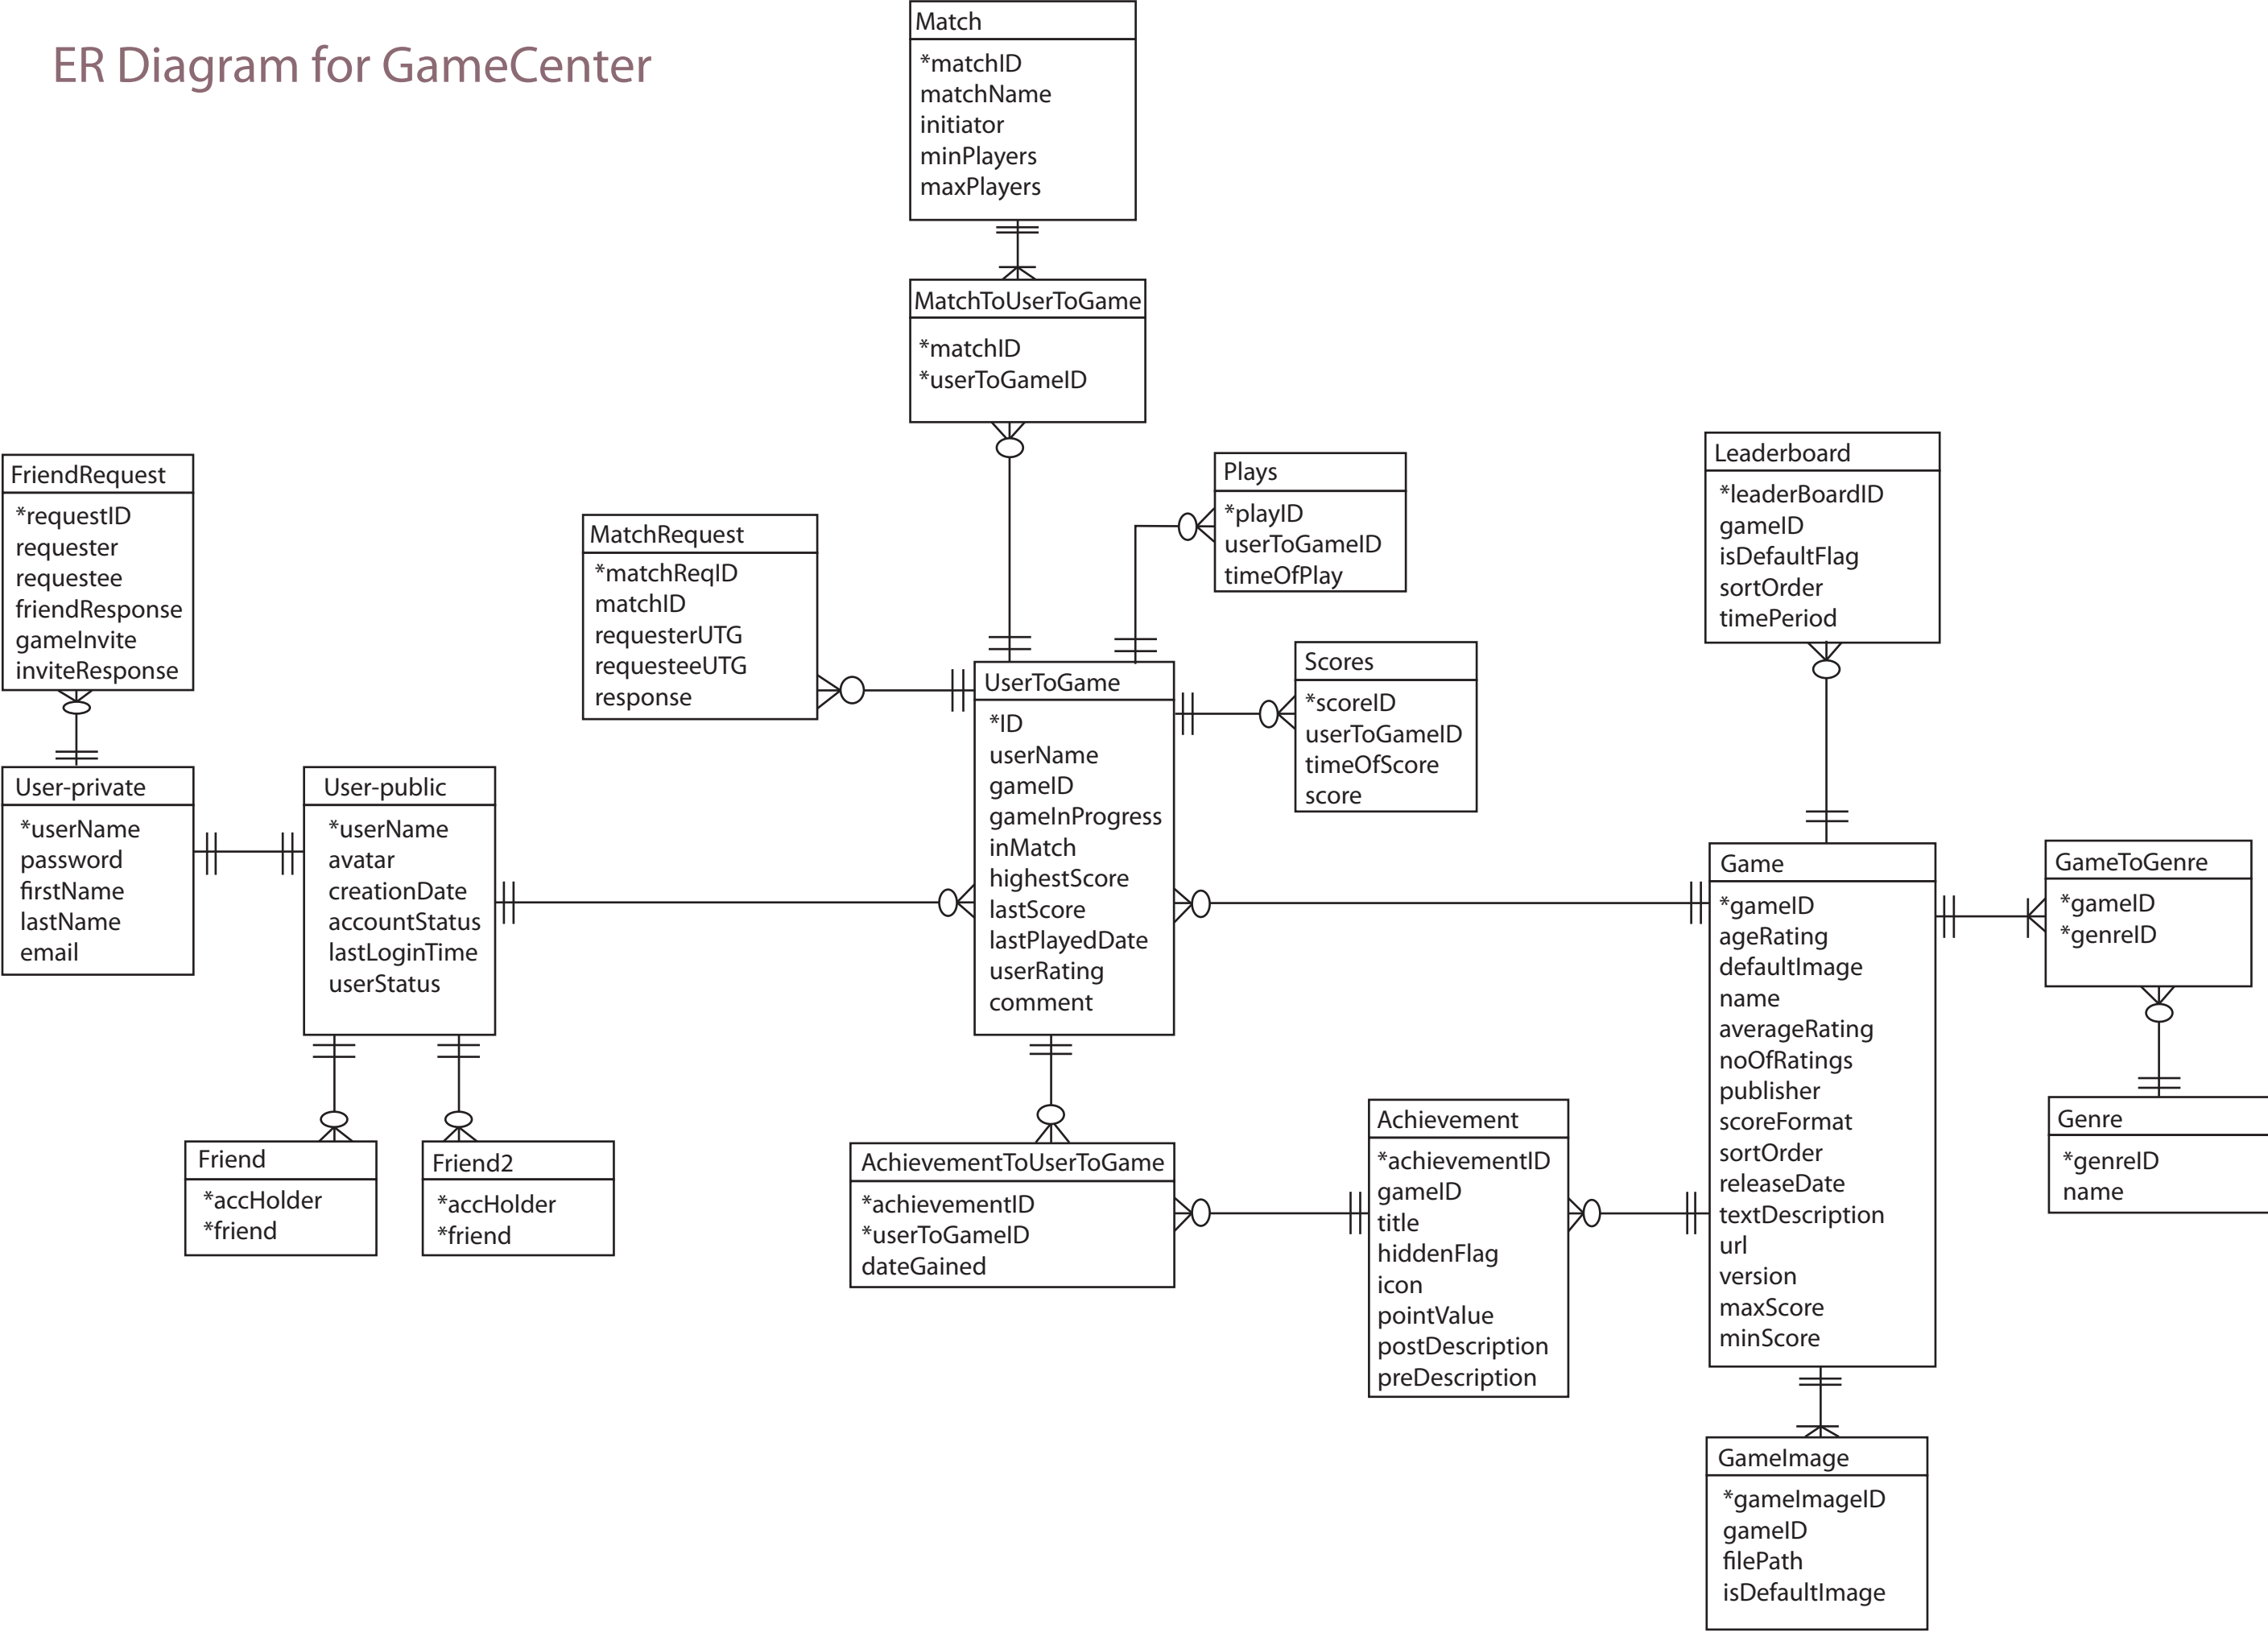 ER Diagram for GameCenter
Match
*matchID
matchName
initiator
minPlayers
maxPlayers
MatchToUserToGame
*matchID
*userToGameID
FriendRequest
*requestID
requester
requestee
friendResponse
gameInvite
inviteResponse
MatchRequest
*matchReqID
matchID
requesterUTG
requesteeUTG
response
Plays
*playID
userToGameID
timeOfPlay
Leaderboard
*leaderBoardID
gameID
isDefaultFlag
sortOrder
timePeriod
Scores
*scoreID
userToGameID
timeOfScore
score
User-private
*userName
password
firstName
lastName
email
User-public
*userName
avatar
creationDate
accountStatus
lastLoginTime
userStatus
UserToGame
*ID
userName
gameID
gameInProgress
inMatch
highestScore
lastScore
lastPlayedDate
userRating
comment
Game
*gameID
ageRating
defaultImage
name
averageRating
noOfRatings
publisher
scoreFormat
sortOrder
releaseDate
textDescription
url
version
maxScore
minScore
GameToGenre
*gameID
*genreID
Genre
*genreID
name
Friend
*accHolder
*friend
Friend2
*accHolder
*friend
AchievementToUserToGame
*achievementID
*userToGameID
dateGained
Achievement
*achievementID
gameID
title
hiddenFlag
icon
pointValue
postDescription
preDescription
GameImage
*gameImageID
gameID
filePath
isDefaultImage